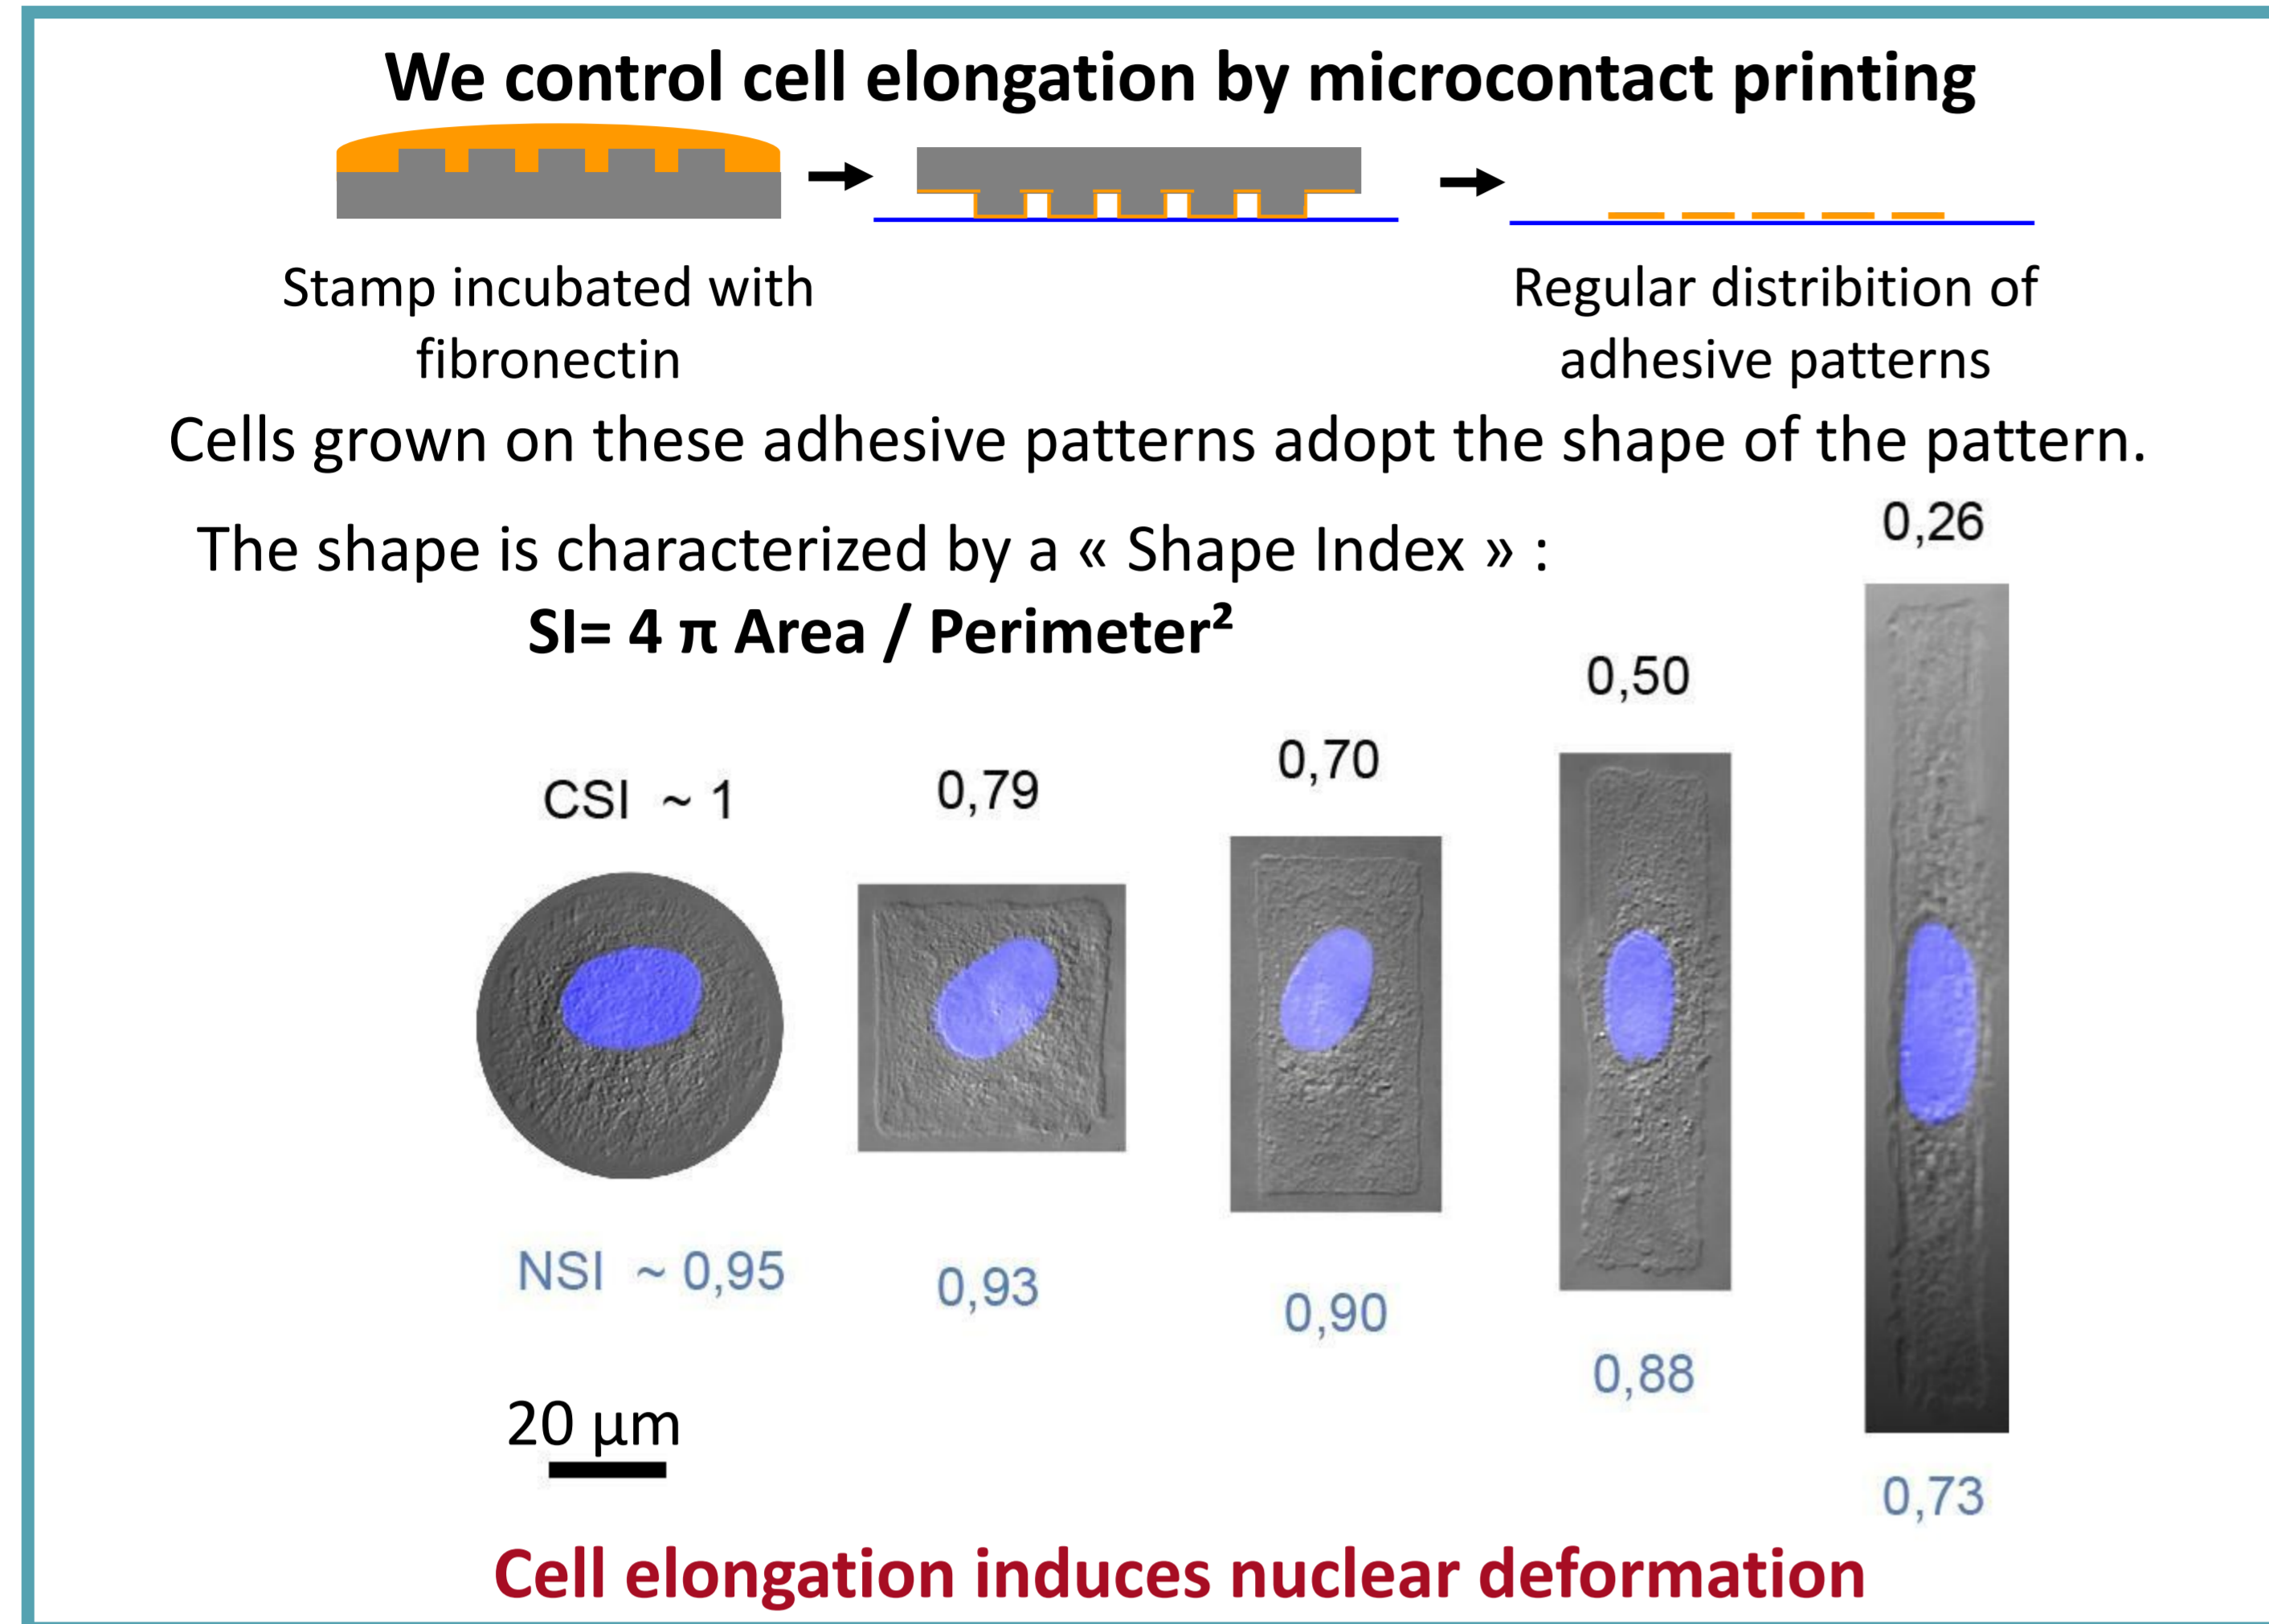 We control cell elongation by microcontact printing
Stamp incubated with
fibronectin
Regular distribition of
adhesive patterns
Cells grown on these adhesive patterns adopt the shape of the pattern.
The shape is characterized by a « Shape Index » :
SI= 4 π Area / Perimeter²
CSI ~ 1
0,79
0,70
0,50
0,26
NSI ~ 0,95
0,93
0,90
0,88
0,73
20 µm
Cell elongation induces nuclear deformation